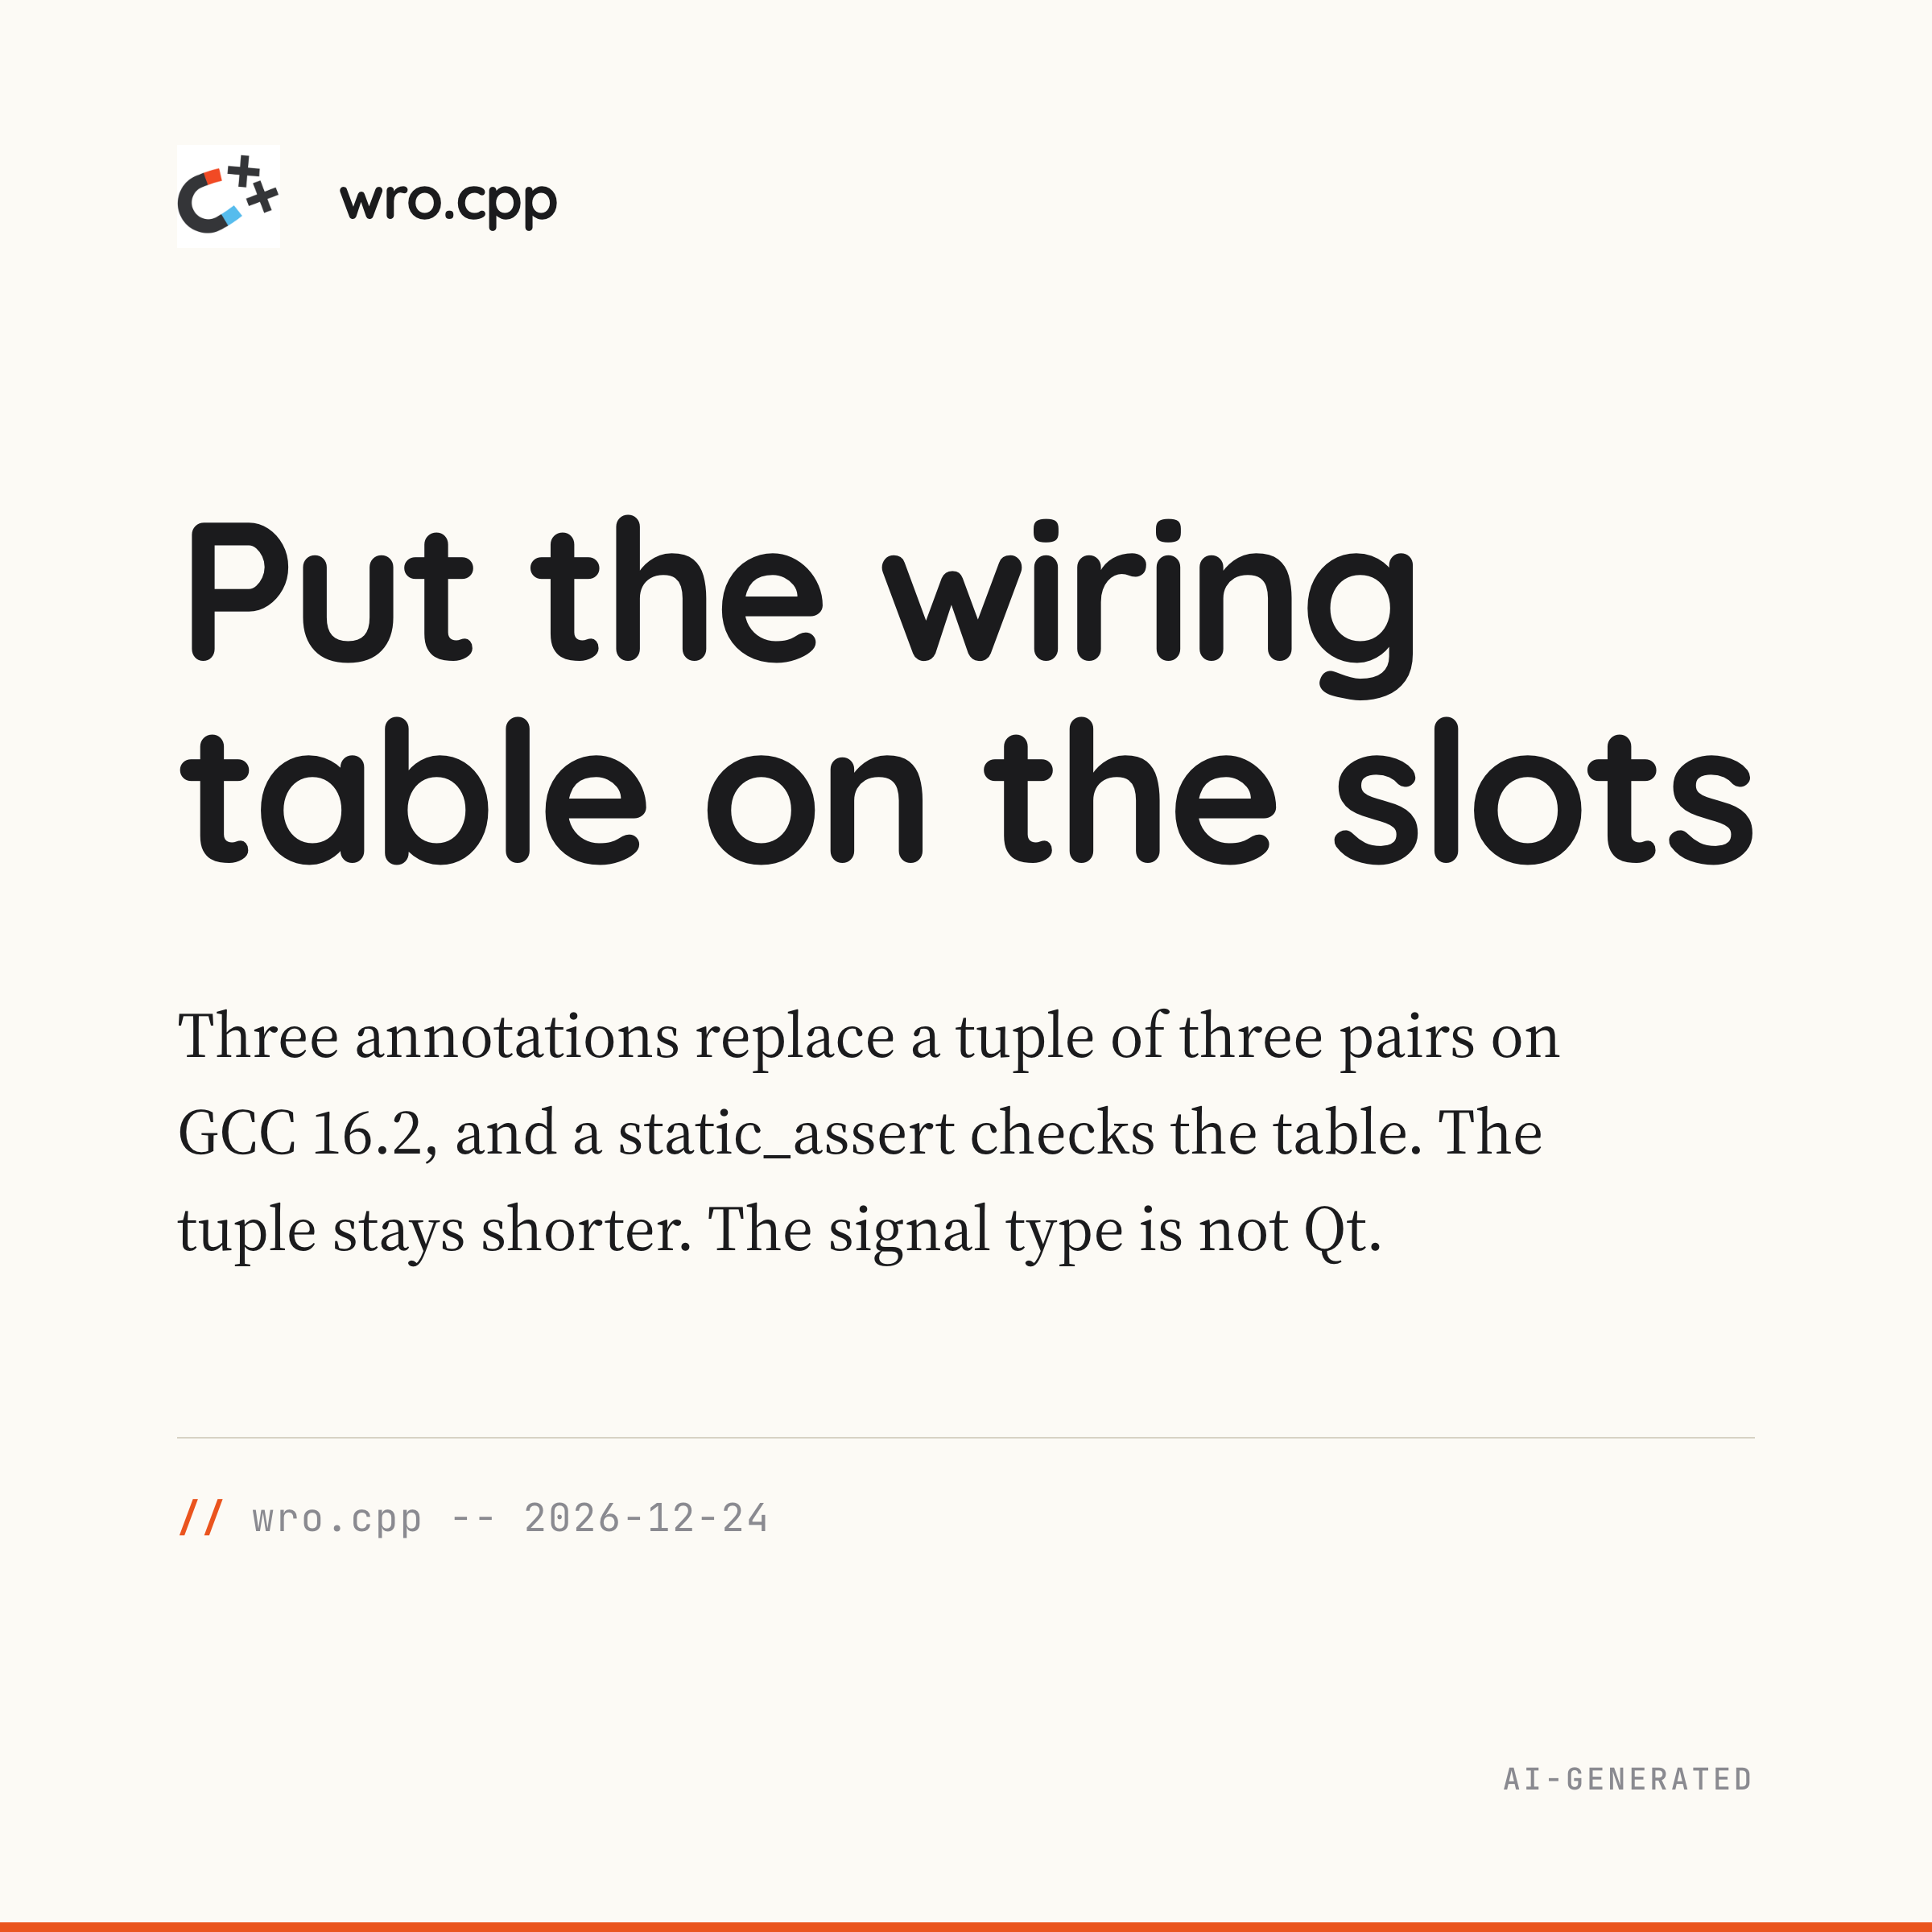 wro.cpp
Put the wiring
table on the slots
Three annotations replace a tuple of three pairs on
GCC 16.2, and a static_assert checks the table. The
tuple stays shorter. The signal type is not Qt.
// wro.cpp -- 2026-12-24
AI-GENERATED